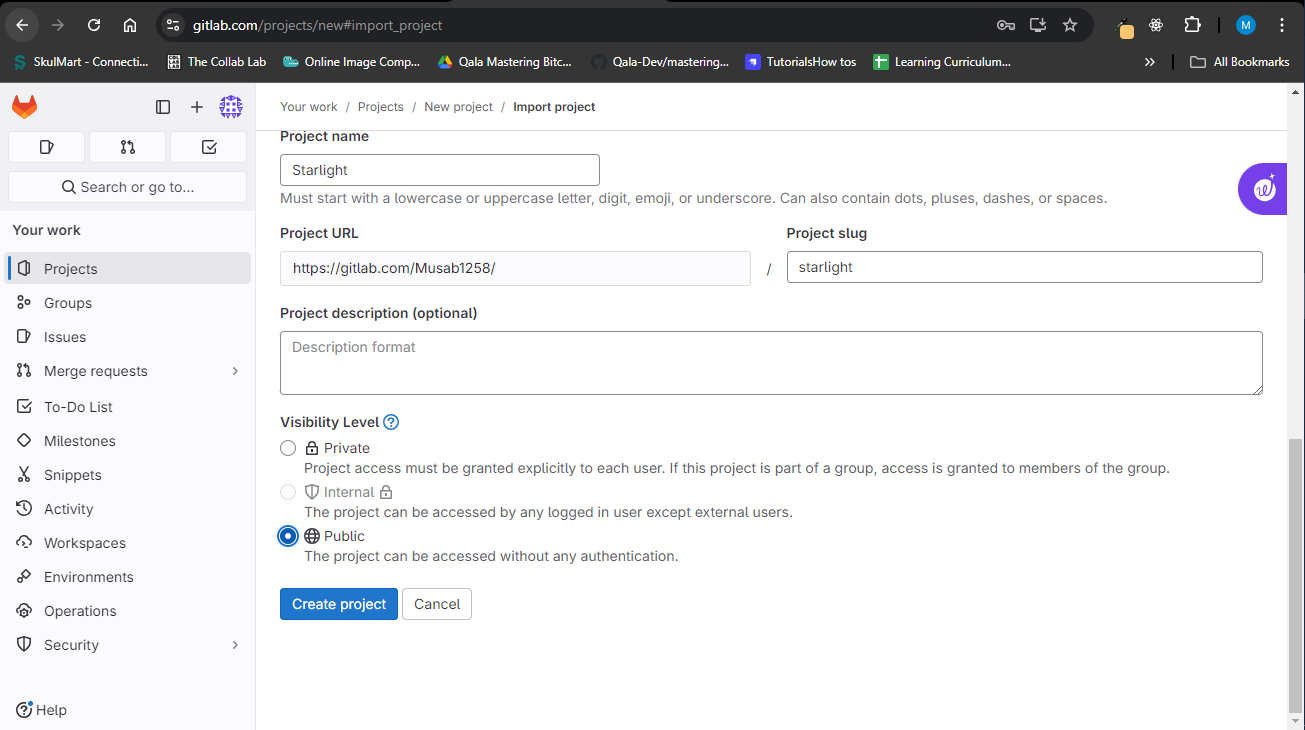 gitlab.com/projects/new#import_project
M
SkulMart - Connecti...
The Collab Lab
Online Image Comp...
Qala Mastering Bitc...
Qala-Dev/mastering...
TutorialsHow tos
Learning Curriculum...
All Bookmarks
Your work / Projects / New project / Import project
Search or go to...
Your work
Projects
Groups
Issues
Merge requests
To-Do List
Milestones
Snippets
Activity
Workspaces
Environments
Operations
Security
Help
Project name
Starlight
Must start with a lowercase or uppercase letter, digit, emoji, or underscore. Can also contain dots, pluses, dashes, or spaces.
Project URL
https://gitlab.com/Musab1258/
/
Project slug
starlight
Project description (optional)
Description format
Visibility Level
Private
Project access must be granted explicitly to each user. If this project is part of a group, access is granted to members of the group.
Internal
The project can be accessed by any logged in user except external users.
Public
The project can be accessed without any authentication.
Create project
Cancel